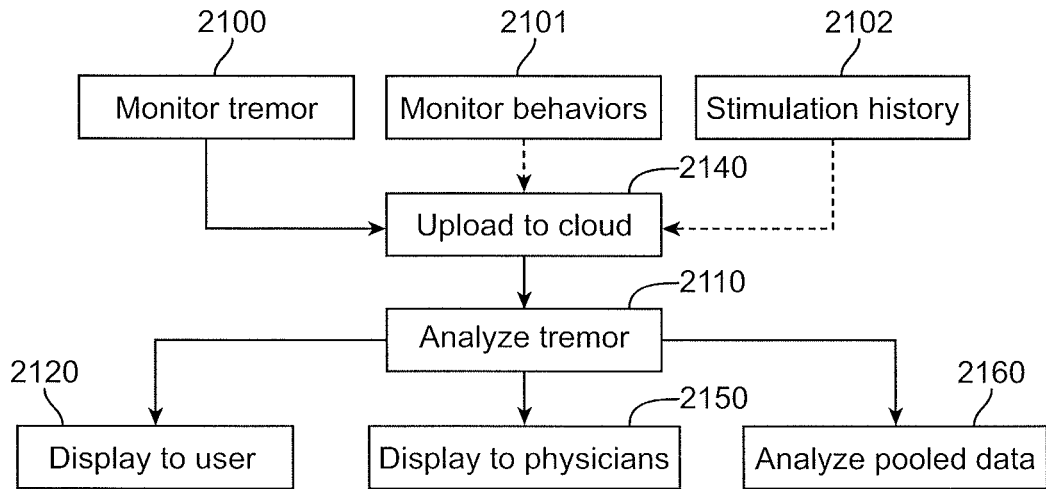 2100
2101
2102
Monitor tremor
Monitor behaviors
Stimulation history
2140
Upload to cloud
2110
Analyze tremor
2120
2150
2160
Display to user
Display to physicians
Analyze pooled data